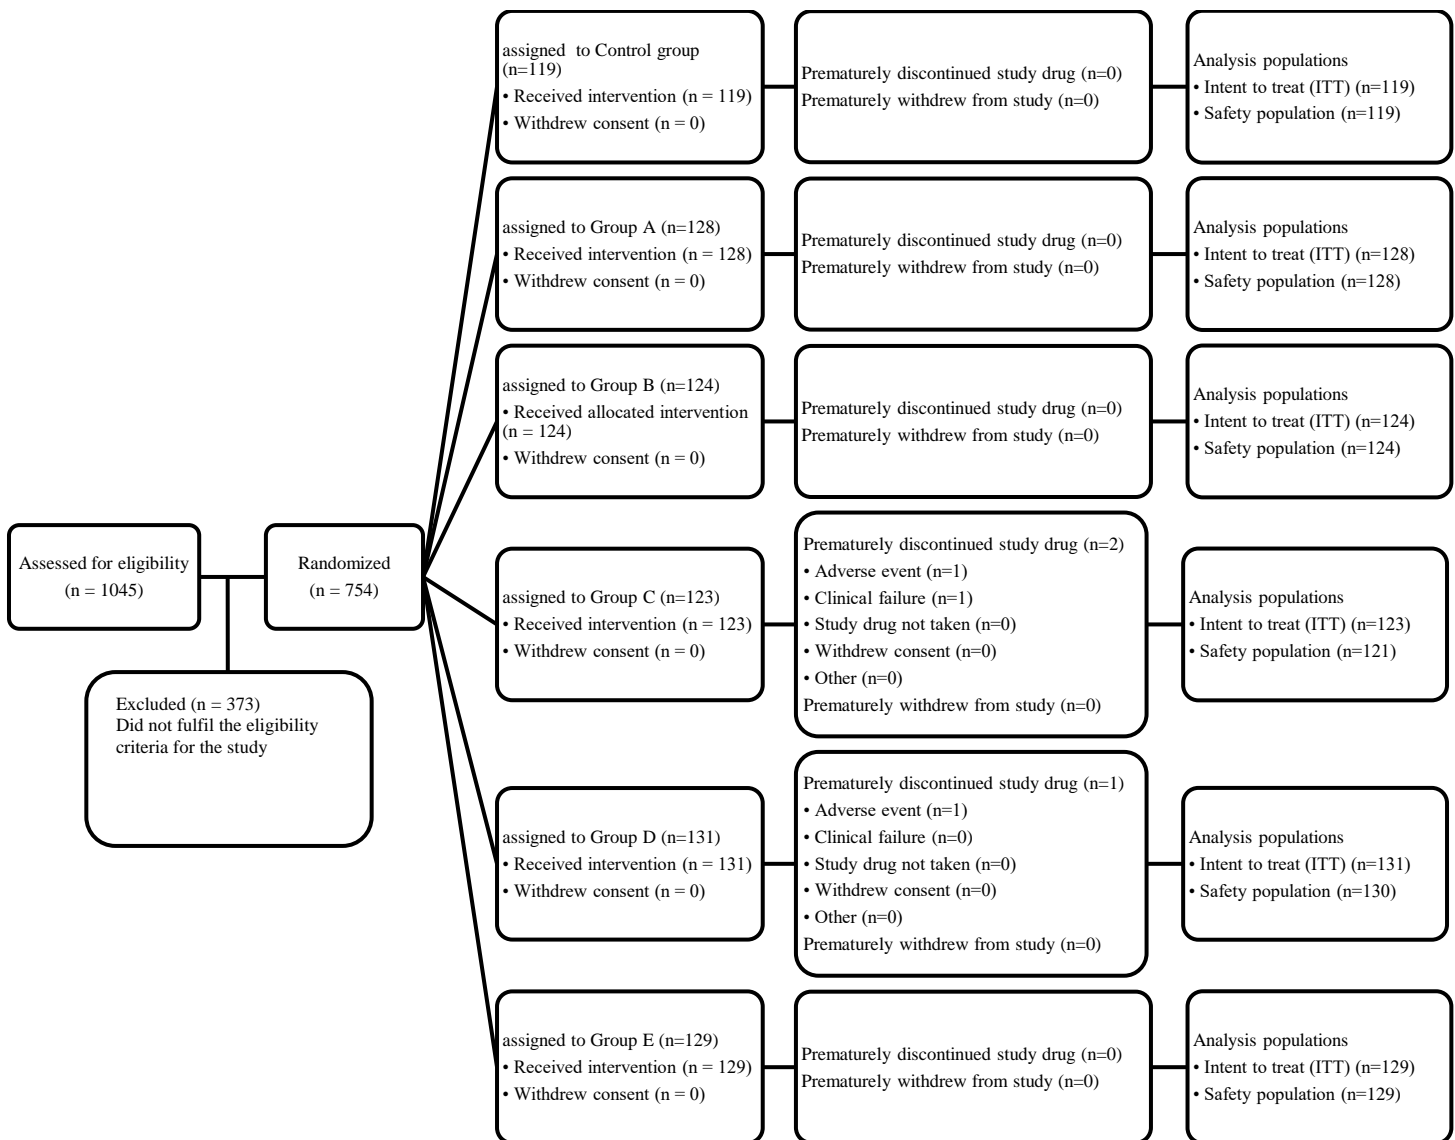 Assessed for eligibility
(n = 1045)
Excluded (n = 373)
Did not fulfil the eligibility
criteria for the study
Randomized
(n = 754)
assigned to Control group
(n=119)
• Received intervention (n = 119)
• Withdrew consent (n = 0)
Prematurely discontinued study drug (n=0)
Prematurely withdrew from study (n=0)
Analysis populations
• Intent to treat (ITT) (n=119)
• Safety population (n=119)
assigned to Group A (n=128)
• Received intervention (n = 128)
• Withdrew consent (n = 0)
Prematurely discontinued study drug (n=0)
Prematurely withdrew from study (n=0)
Analysis populations
• Intent to treat (ITT) (n=128)
• Safety population (n=128)
assigned to Group B (n=124)
• Received allocated intervention
(n = 124)
• Withdrew consent (n = 0)
Prematurely discontinued study drug (n=0)
Prematurely withdrew from study (n=0)
Analysis populations
• Intent to treat (ITT) (n=124)
• Safety population (n=124)
assigned to Group C (n=123)
• Received intervention (n = 123)
• Withdrew consent (n = 0)
Prematurely discontinued study drug (n=2)
• Adverse event (n=1)
• Clinical failure (n=1)
• Study drug not taken (n=0)
• Withdrew consent (n=0)
• Other (n=0)
Prematurely withdrew from study (n=0)
Analysis populations
• Intent to treat (ITT) (n=123)
• Safety population (n=121)
assigned to Group D (n=131)
• Received intervention (n = 131)
• Withdrew consent (n = 0)
Prematurely discontinued study drug (n=1)
• Adverse event (n=1)
• Clinical failure (n=0)
• Study drug not taken (n=0)
• Withdrew consent (n=0)
• Other (n=0)
Prematurely withdrew from study (n=0)
Analysis populations
• Intent to treat (ITT) (n=131)
• Safety population (n=130)
assigned to Group E (n=129)
• Received intervention (n = 129)
• Withdrew consent (n = 0)
Prematurely discontinued study drug (n=0)
Prematurely withdrew from study (n=0)
Analysis populations
• Intent to treat (ITT) (n=129)
• Safety population (n=129)